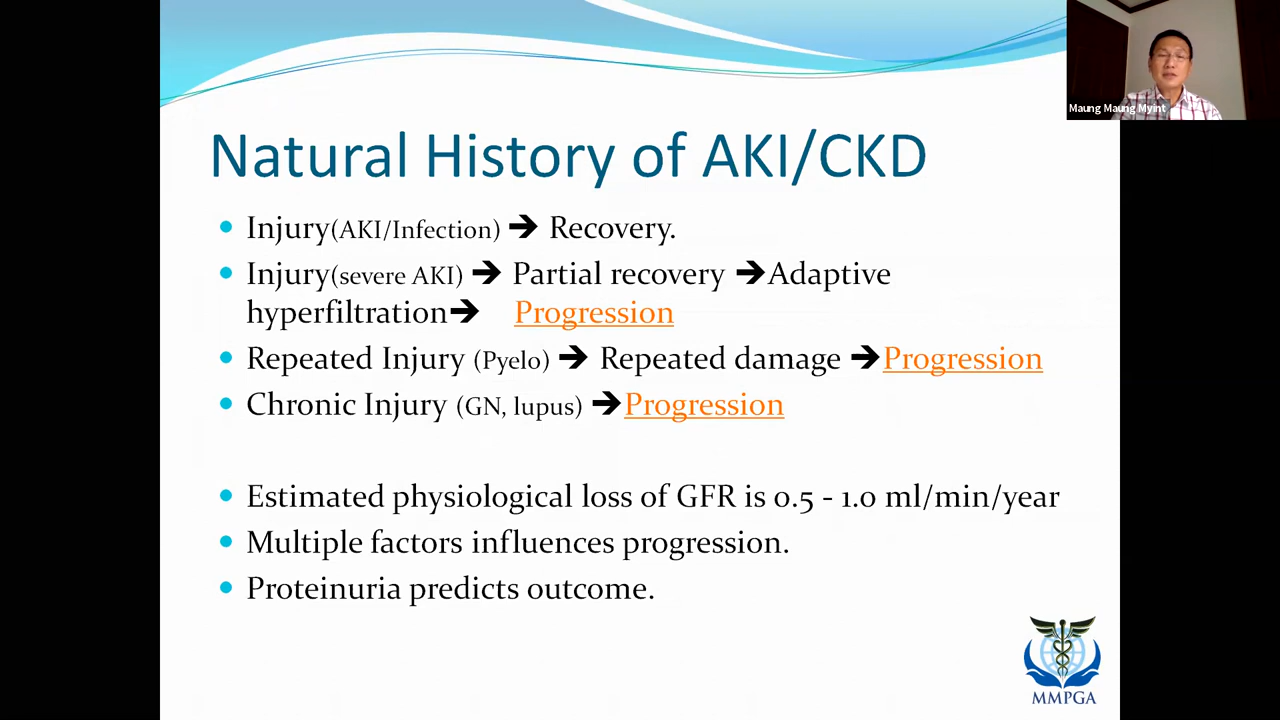 Maung Maung Myint
Natural History of AKI/CKD
• Injury(AKI/Infection) ➔ Recovery.
• Injury(severe AKI) ➔ Partial recovery ➔Adaptive
hyperfiltration➔ Progression
• Repeated Injury (Pyelo) ➔ Repeated damage ➔Progression
• Chronic Injury (GN, lupus) ➔Progression
• Estimated physiological loss of GFR is 0.5 - 1.0 ml/min/year
• Multiple factors influences progression.
• Proteinuria predicts outcome.
MMPGA